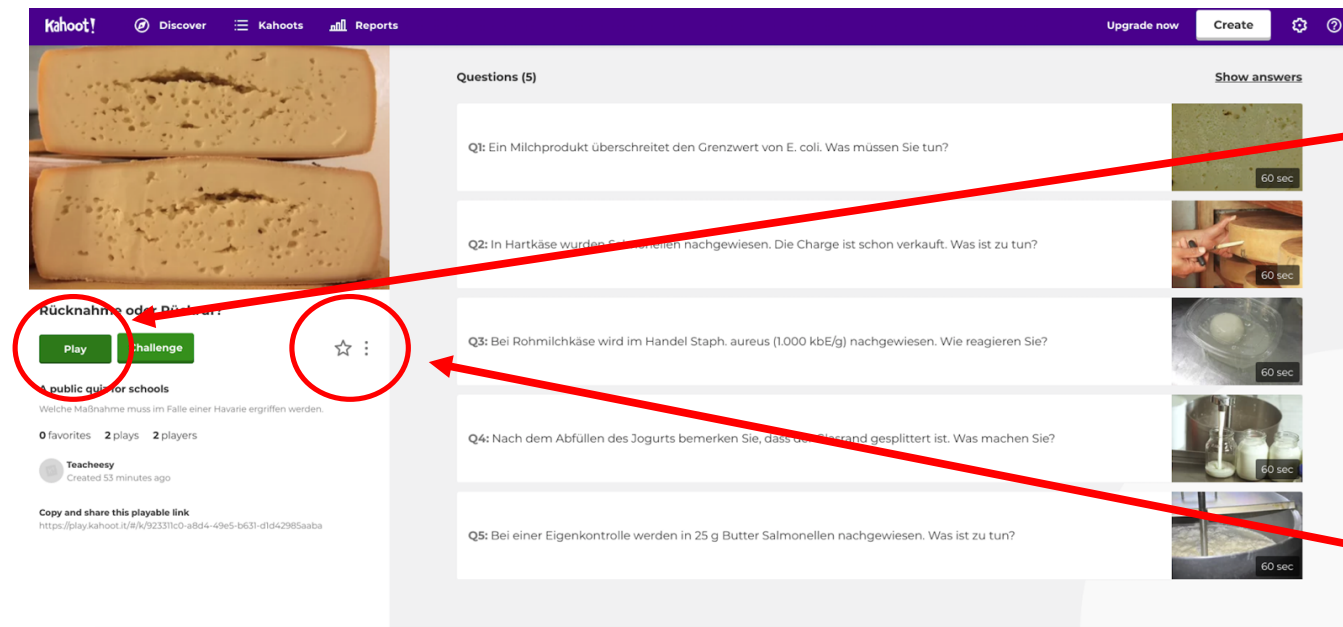 Kahoot! Discover Kahoots Reports Upgrade now Create
Questions (5) Show answers
Q1: Ein Milchprodukt überschreitet den Grenzwert von E. coli. Was müssen Sie tun?
60 sec
Q2: In Hartkäse wurden Salmonellen nachgewiesen. Die Charge ist schon verkauft. Was ist zu tun?
60 sec
Q3: Bei Rohmilchkäse wird im Handel Staph. aureus (1.000 kbE/g) nachgewiesen. Wie reagieren Sie?
60 sec
Q4: Nach dem Abfüllen des Jogurts bemerken Sie, dass der Glasrand gesplittert ist. Was machen Sie?
60 sec
Q5: Bei einer Eigenkontrolle werden in 25 g Butter Salmonellen nachgewiesen. Was ist zu tun?
60 sec
Rücknahme oder Rückruf?
Play Challenge
A public quiz for schools
Welche Maßnahme muss im Falle einer Havarie ergriffen werden.
0 favorites 2 plays 2 players
Teacheesy
Created 53 minutes ago
Copy and share this playable link
https://play.kahoot.it/#/k/923311c0-a8d4-49e5-b631-d1d42985aaba